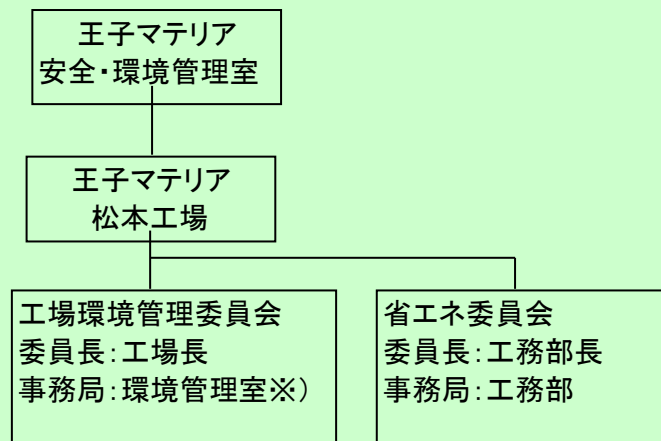 王子マテリア
安全・環境管理室
王子マテリア
松本工場
工場環境管理委員会
委員長：工場長
事務局：環境管理室※）
省エネ委員会
委員長：工務部長
事務局：工務部